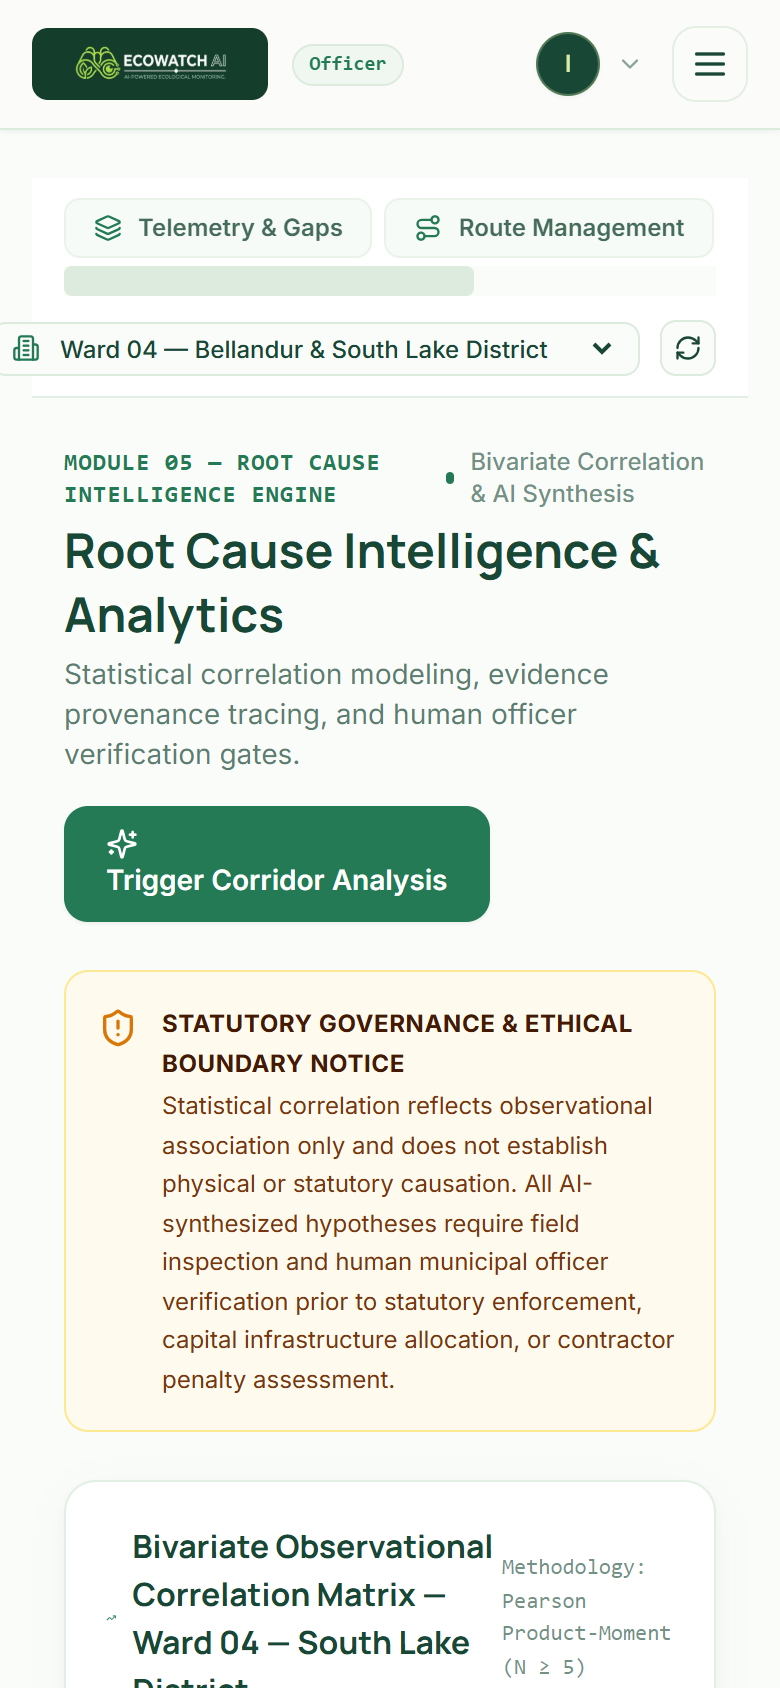 ECOWATCH AI
AI-POWERED ECOLOGICAL MONITORING.
Officer
I
Telemetry & Gaps
Route Management
Ward 04 — Bellandur & South Lake District
MODULE 05 — ROOT CAUSE
INTELLIGENCE ENGINE
Bivariate Correlation
& AI Synthesis
Root Cause Intelligence &
Analytics
Statistical correlation modeling, evidence
provenance tracing, and human officer
verification gates.
Trigger Corridor Analysis
STATUTORY GOVERNANCE & ETHICAL
BOUNDARY NOTICE
Statistical correlation reflects observational
association only and does not establish
physical or statutory causation. All AI-
synthesized hypotheses require field
inspection and human municipal officer
verification prior to statutory enforcement,
capital infrastructure allocation, or contractor
penalty assessment.
Bivariate Observational
Correlation Matrix —
Ward 04 — South Lake
District
Methodology:
Pearson
Product-Moment
(N ≥ 5)